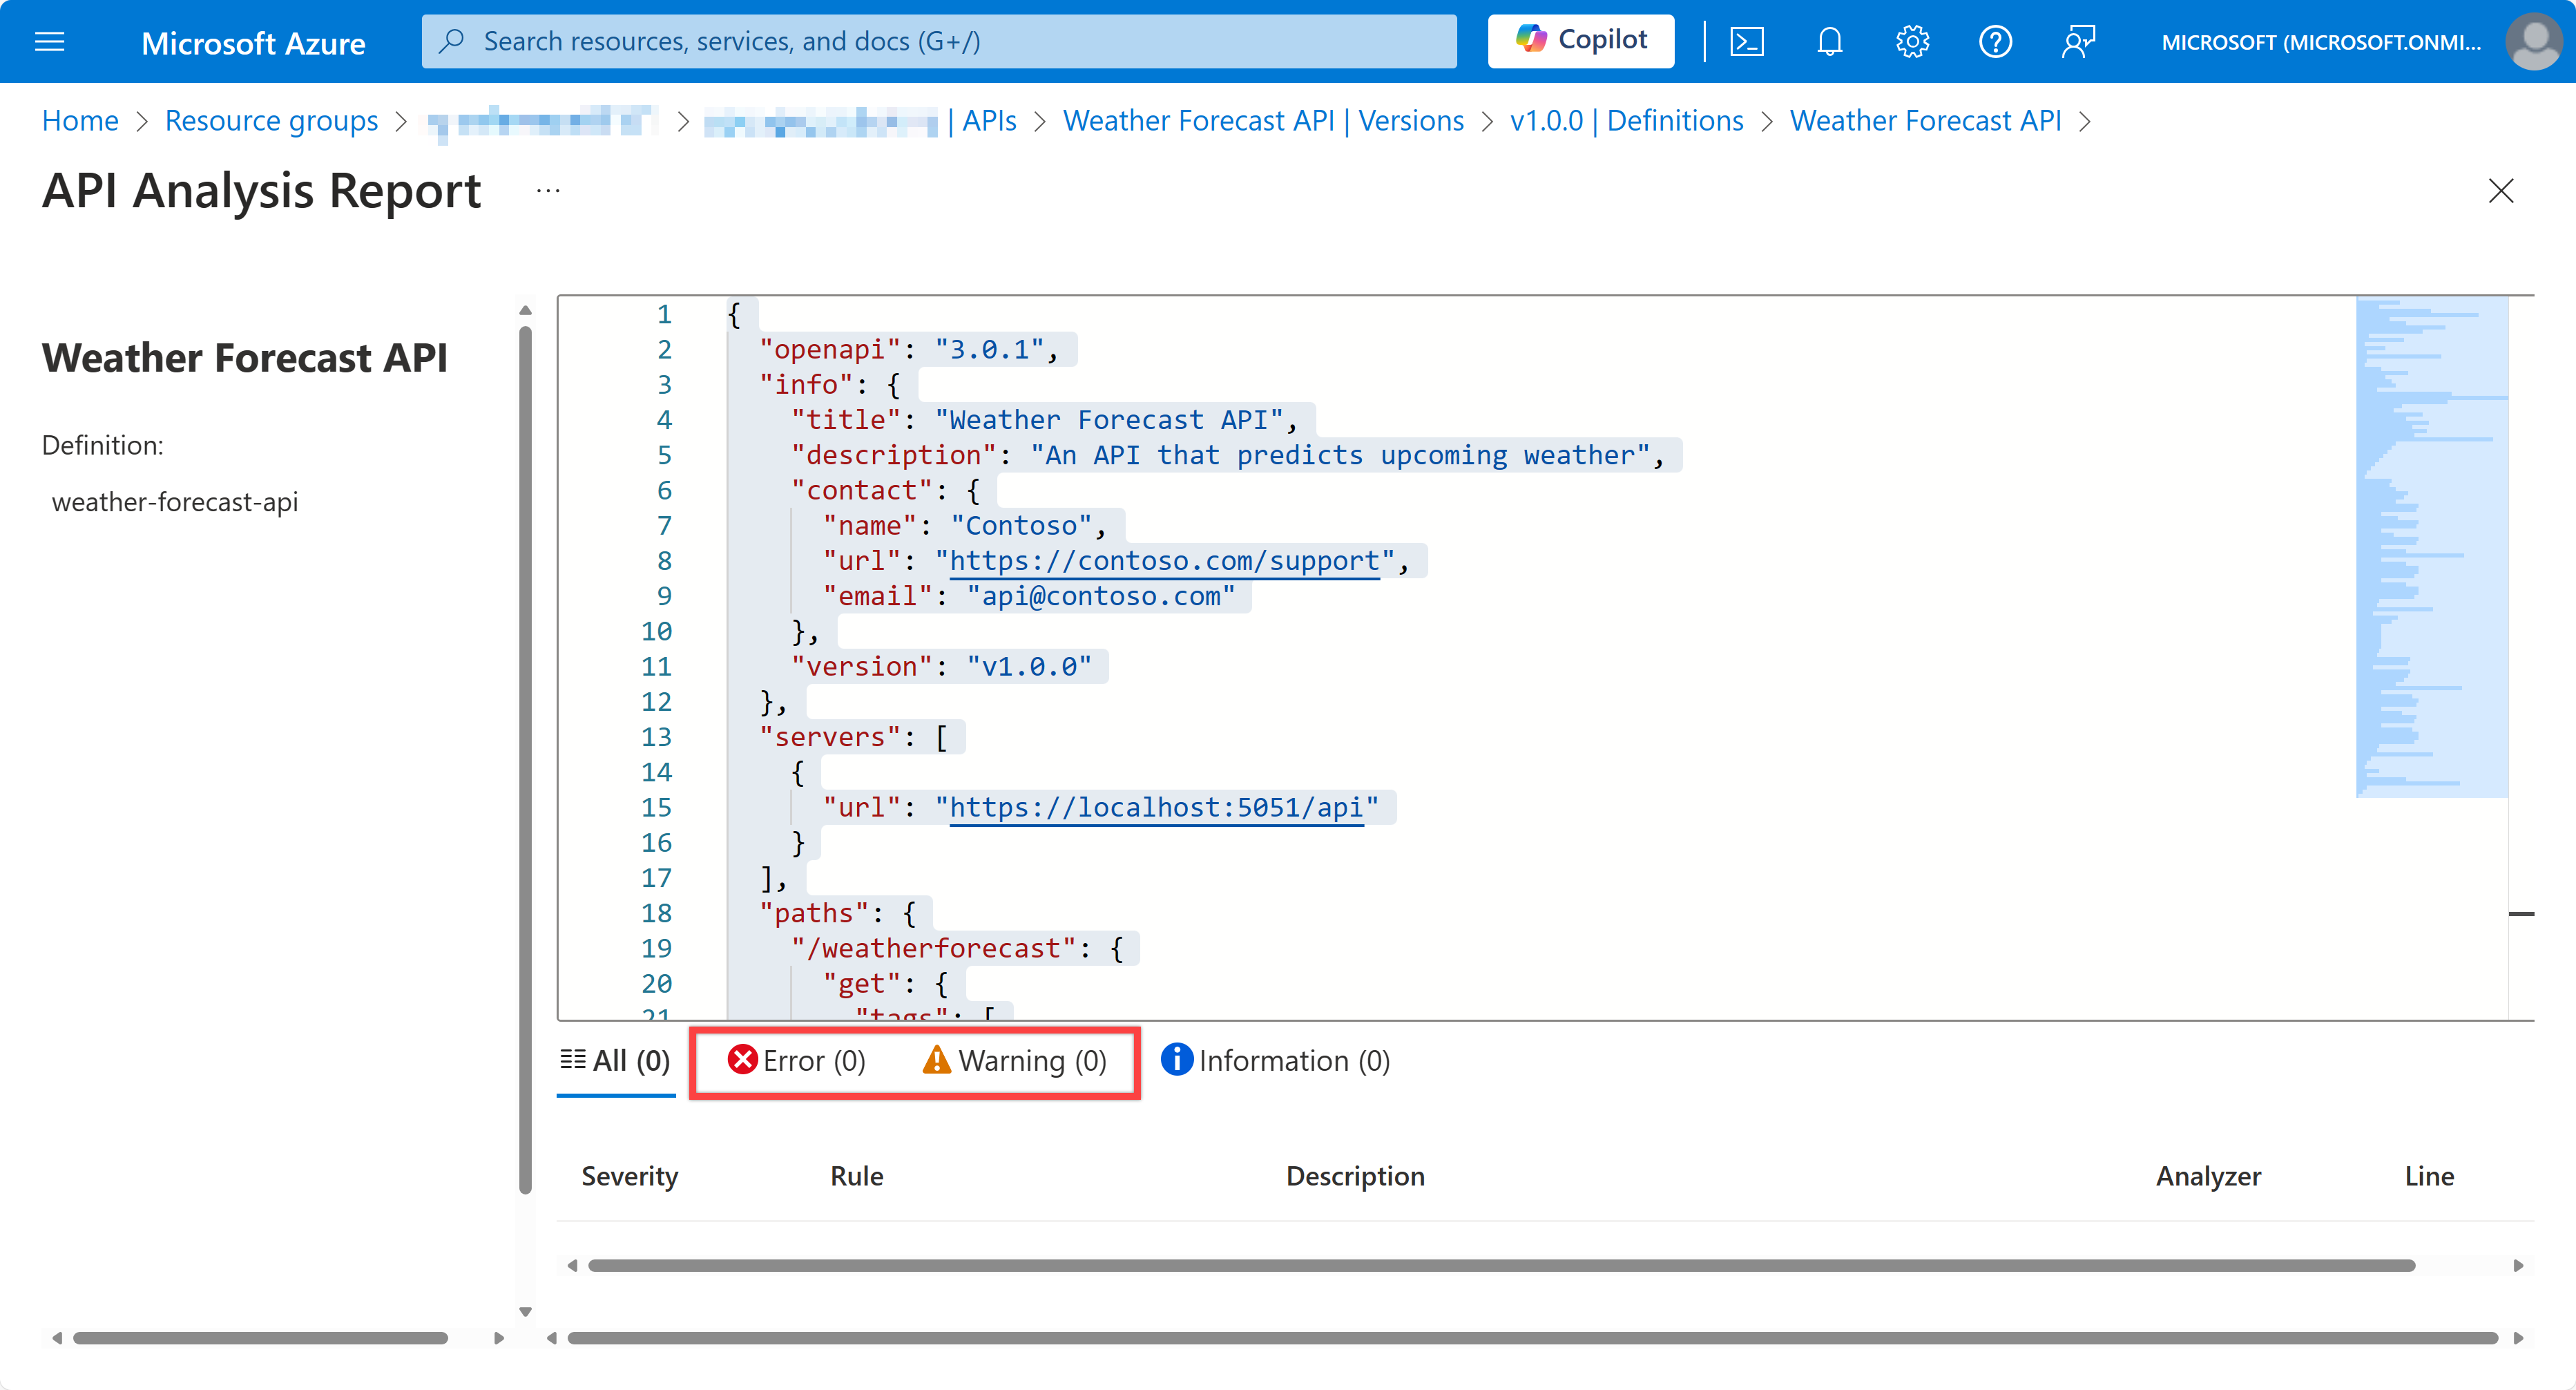 Microsoft Azure
Search resources, services, and docs (G+/)
Copilot
MICROSOFT (MICROSOFT.ONMI...
Home > Resource groups > > | APIs > Weather Forecast API | Versions > v1.0.0 | Definitions > Weather Forecast API >
API Analysis Report ...
Weather Forecast API
Definition:
weather-forecast-api
1 {
2 "openapi": "3.0.1",
3 "info": {
4 "title": "Weather Forecast API",
5 "description": "An API that predicts upcoming weather",
6 "contact": {
7 "name": "Contoso",
8 "url": "https://contoso.com/support",
9 "email": "api@contoso.com"
10 },
11 "version": "v1.0.0"
12 },
13 "servers": [
14 {
15 "url": "https://localhost:5051/api"
16 }
17 ],
18 "paths": {
19 "/weatherforecast": {
20 "get": {
21 "tags": [
All (0) Error (0) Warning (0) Information (0)
Severity Rule Description Analyzer Line